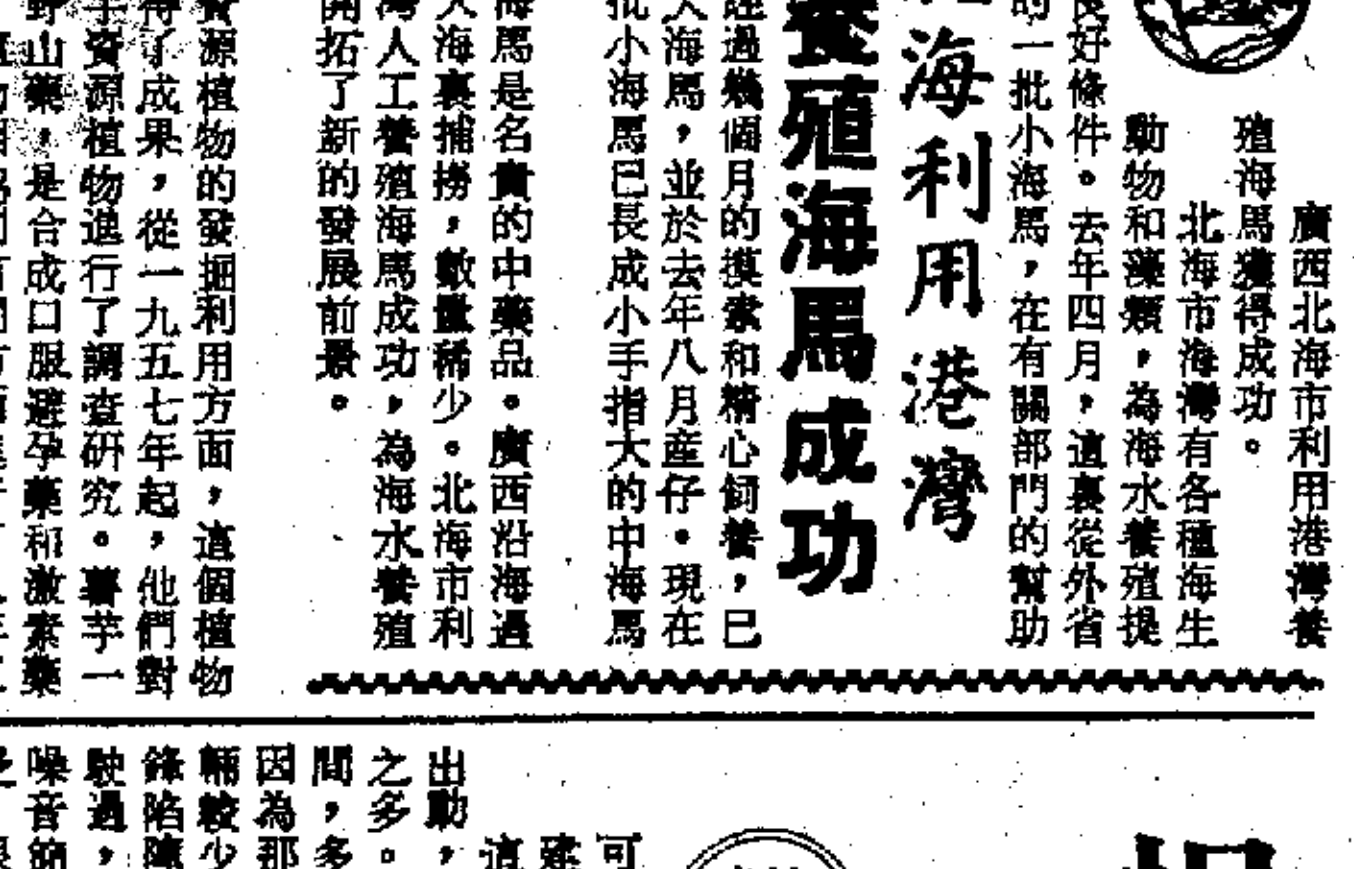 海利用港灣
養殖海馬成功
廣西北海市利用港灣養
殖海馬獲得成功。
北海市海灣有各種海生
動物和藻類，為海水養殖提
良好條件。去年四月，這裏從外省
的一批小海馬，在有關部門的幫助
經過幾個月的摸索和精心飼養，已
大海馬，並於去年八月産仔。現在
批小海馬已長成小手指大的中海馬
海馬是名貴的中藥品。廣西沿海過
大海裏捕撈，數量稀少。北海市利
灣人工養殖海馬成功，為海水養殖
開拓了新的發展前景。
資源植物的發掘利用方面，這個植物
得了成果，從一九五七年起，他們對
資源植物進行了調查研究。薯芋一
野山藥，是合成口服避孕藥和激素藥
可
建
這
出動，
之多。
間，多
因為那
輛較少
鋒陷陳
駛過，
噪音